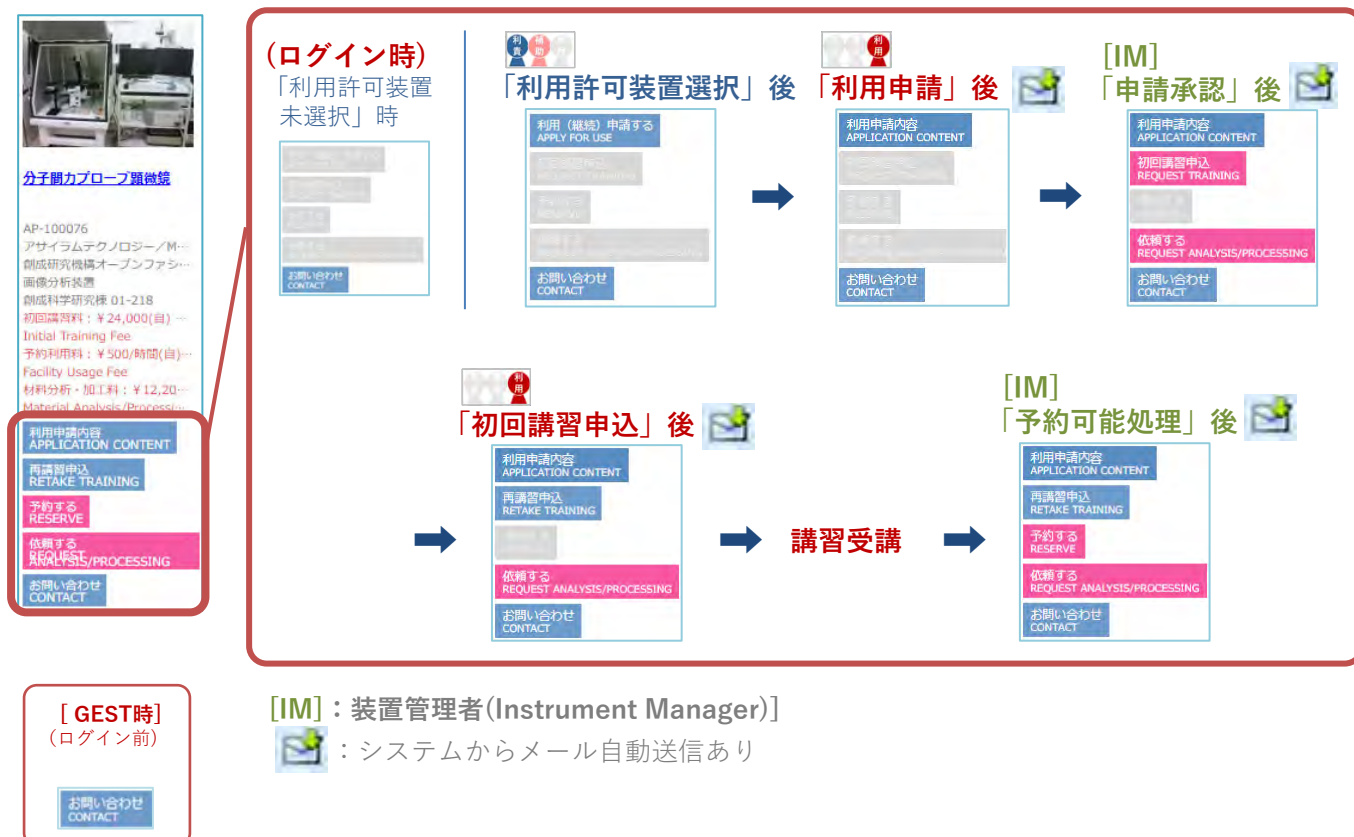 分子間力プローブ顕微鏡
AP-100076
アサイラムテクノロジー/M…
創成研究機構オープンファシ…
画像分析装置
創成科学研究棟 01-218
初回講習料：￥24,000(自) …
Initial Training Fee
予約利用料：￥500/時間(自)…
Facility Usage Fee
材料分析・加工料：￥12,20…
Material Analysis/Processi…
利用申請内容
APPLICATION CONTENT
再講習申込
RETAKE TRAINING
予約する
RESERVE
依頼する
REQUEST
ANALYSIS/PROCESSING
お問い合わせ
CONTACT
[ GEST時]
(ログイン前)
お問い合わせ
CONTACT
(ログイン時)
「利用許可装置
未選択」時
お問い合わせ
CONTACT
利責
補助
「利用許可装置選択」後
利用（継続）申請する
APPLY FOR USE
お問い合わせ
CONTACT
利用
「利用申請」後
利用申請内容
APPLICATION CONTENT
お問い合わせ
CONTACT
[IM]
「申請承認」後
利用申請内容
APPLICATION CONTENT
初回講習申込
REQUEST TRAINING
依頼する
REQUEST ANALYSIS/PROCESSING
お問い合わせ
CONTACT
利用
「初回講習申込」後
利用申請内容
APPLICATION CONTENT
再講習申込
RETAKE TRAINING
依頼する
REQUEST ANALYSIS/PROCESSING
お問い合わせ
CONTACT
講習受講
[IM]
「予約可能処理」後
利用申請内容
APPLICATION CONTENT
再講習申込
RETAKE TRAINING
予約する
RESERVE
依頼する
REQUEST ANALYSIS/PROCESSING
お問い合わせ
CONTACT
[IM]：装置管理者(Instrument Manager)]
：システムからメール自動送信あり